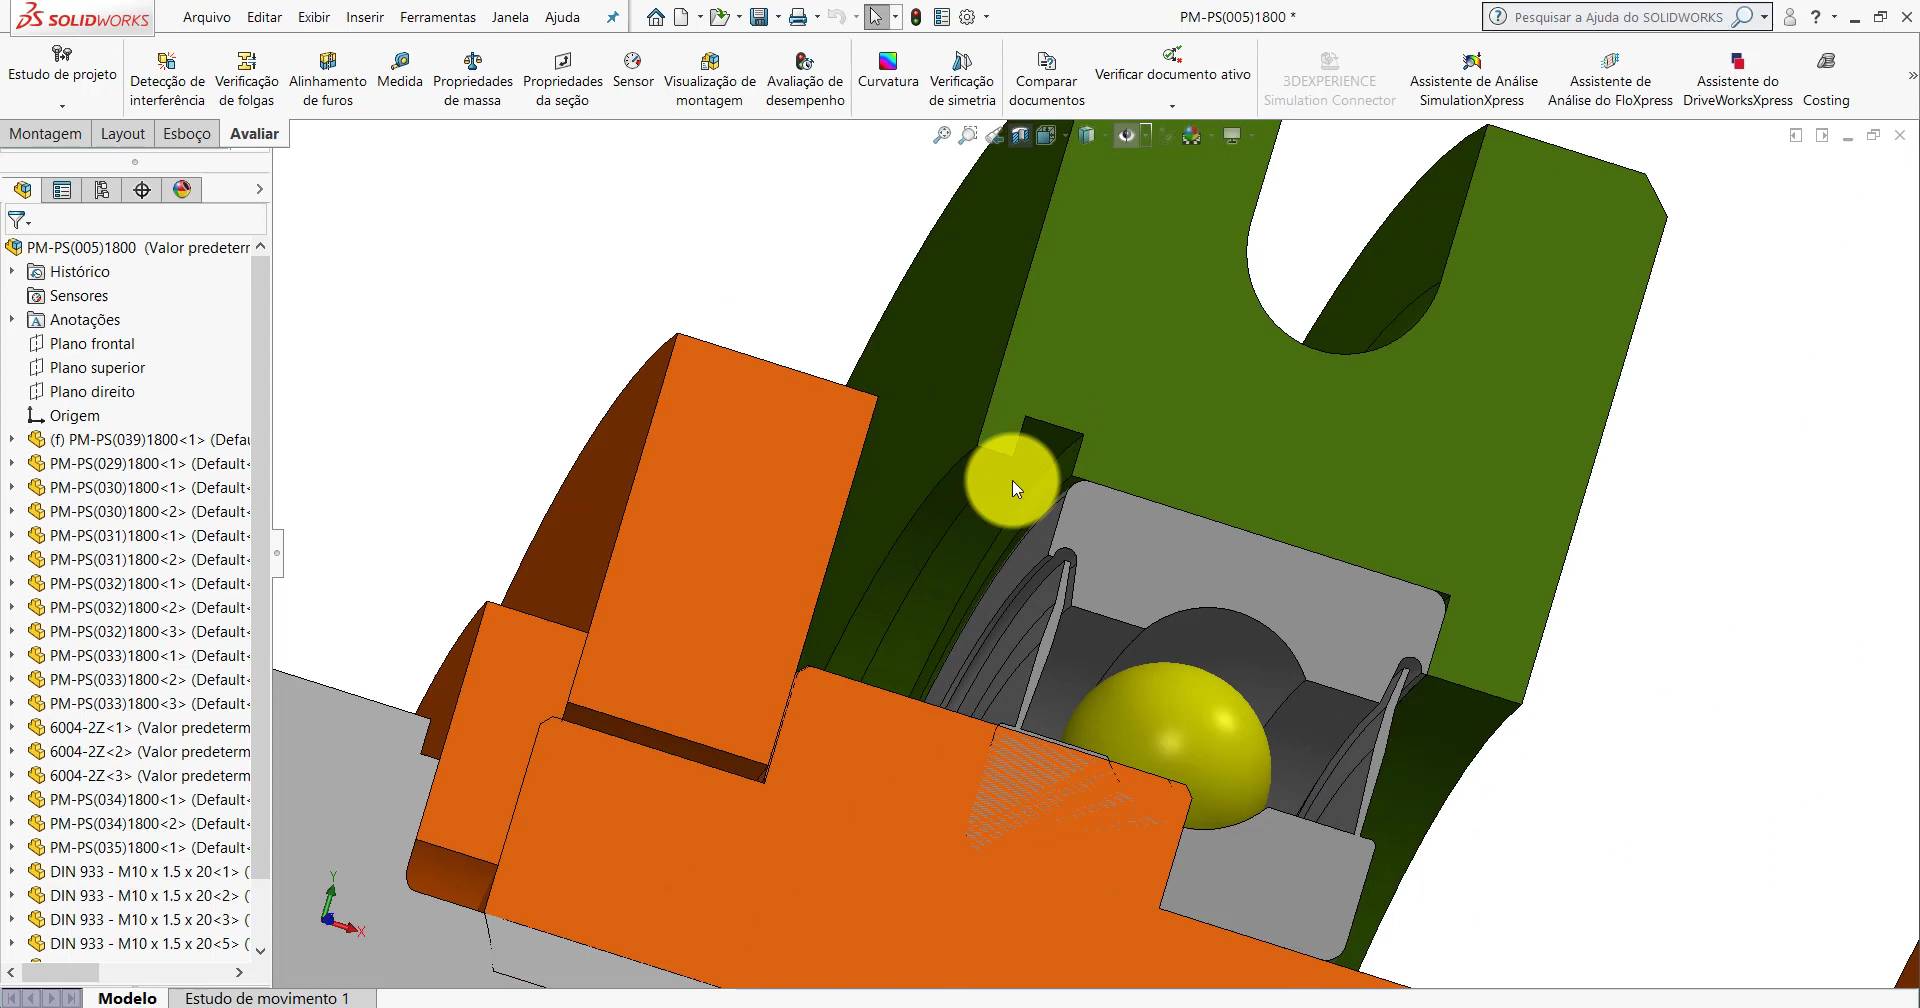 SOLIDWORKS
Arquivo Editar Exibir Inserir Ferramentas Janela Ajuda
PM-PS(005)1800 *
Pesquisar a Ajuda do SOLIDWORKS
Estudo de projeto
Detecção de interferência
Verificação de folgas
Alinhamento de furos
Medida
Propriedades de massa
Propriedades da seção
Sensor
Visualização de montagem
Avaliação de desempenho
Curvatura
Verificação de simetria
Comparar documentos
Verificar documento ativo
3DEXPERIENCE Simulation Connector
Assistente de Análise SimulationXpress
Assistente de Análise do FloXpress
Assistente do DriveWorksXpress
Costing
Montagem Layout Esboço Avaliar
PM-PS(005)1800 (Valor predeterr
Histórico
Sensores
Anotações
Plano frontal
Plano superior
Plano direito
Origem
(f) PM-PS(039)1800<1> (Defau
PM-PS(029)1800<1> (Default<
PM-PS(030)1800<1> (Default<
PM-PS(030)1800<2> (Default<
PM-PS(031)1800<1> (Default<
PM-PS(031)1800<2> (Default<
PM-PS(032)1800<1> (Default<
PM-PS(032)1800<2> (Default<
PM-PS(032)1800<3> (Default<
PM-PS(033)1800<1> (Default<
PM-PS(033)1800<2> (Default<
PM-PS(033)1800<3> (Default<
6004-2Z<1> (Valor predeterm
6004-2Z<2> (Valor predeterm
6004-2Z<3> (Valor predeterm
PM-PS(034)1800<1> (Default<
PM-PS(034)1800<2> (Default<
PM-PS(035)1800<1> (Default<
DIN 933 - M10 x 1.5 x 20<1> (
DIN 933 - M10 x 1.5 x 20<2> (
DIN 933 - M10 x 1.5 x 20<3> (
DIN 933 - M10 x 1.5 x 20<5> (
Y
X
Modelo Estudo de movimento 1